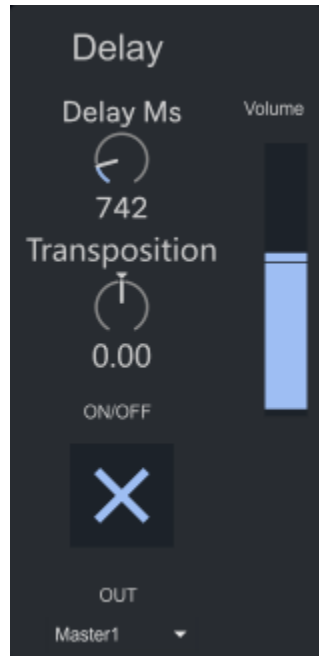 Delay
Delay Ms
Volume
742
Transposition
0.00
ON/OFF
OUT
Master1